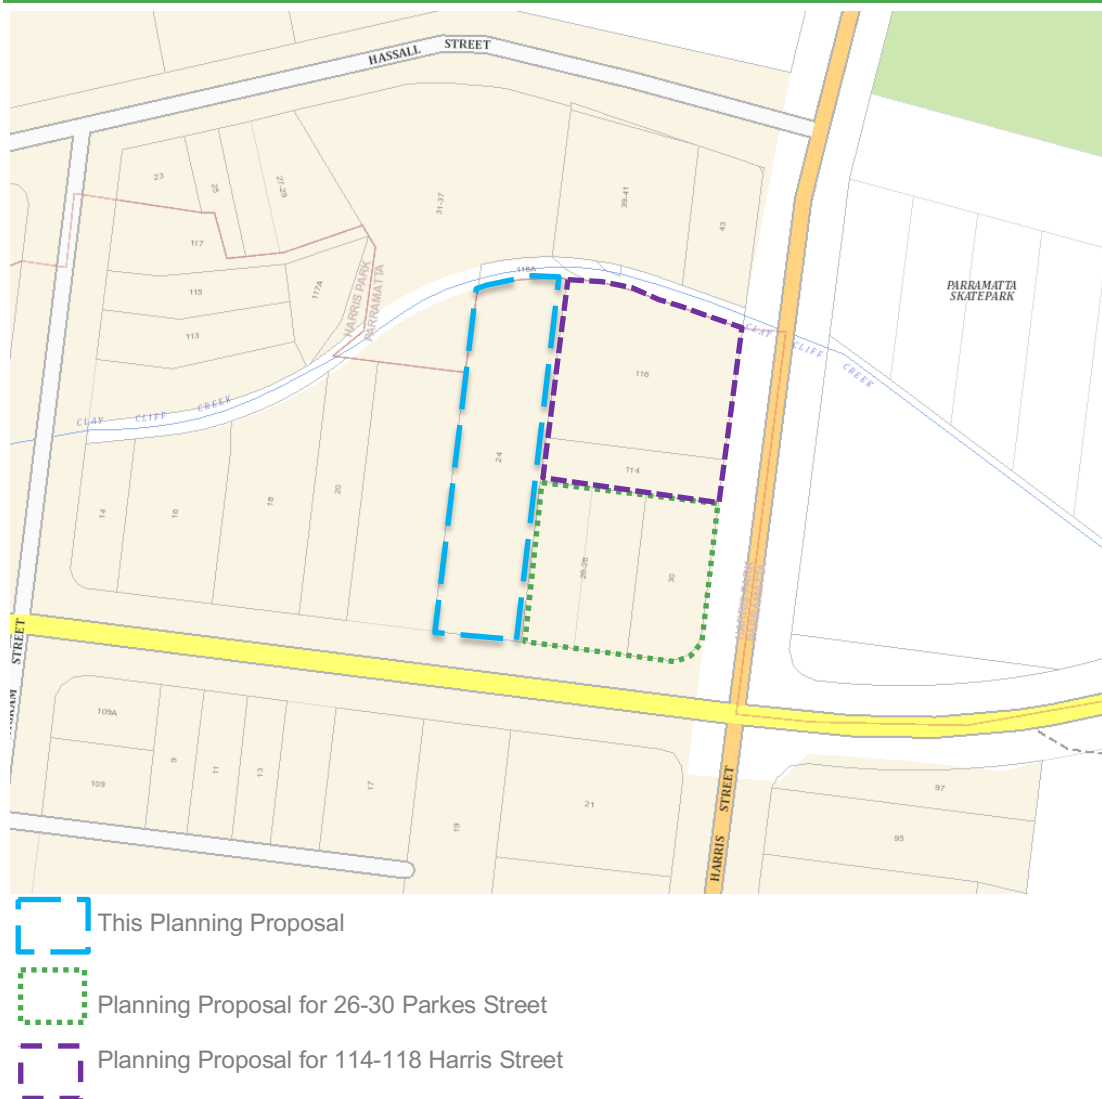 HASSALL STREET
23
25
27-29
31-37
39-41
43
117
117A
115
113
118A
HARRIS PARK
PARRAMATTA
PARRAMATTA
SKATEPARK
CLAY CLIFF CREEK
CLAY CLIFF CREEK
116
114
24
14
16
18
20
26-28
30
STREET
109A
109
9
11
13
17
19
21
HARRIS STREET
97
95
This Planning Proposal
Planning Proposal for 26-30 Parkes Street
Planning Proposal for 114-118 Harris Street